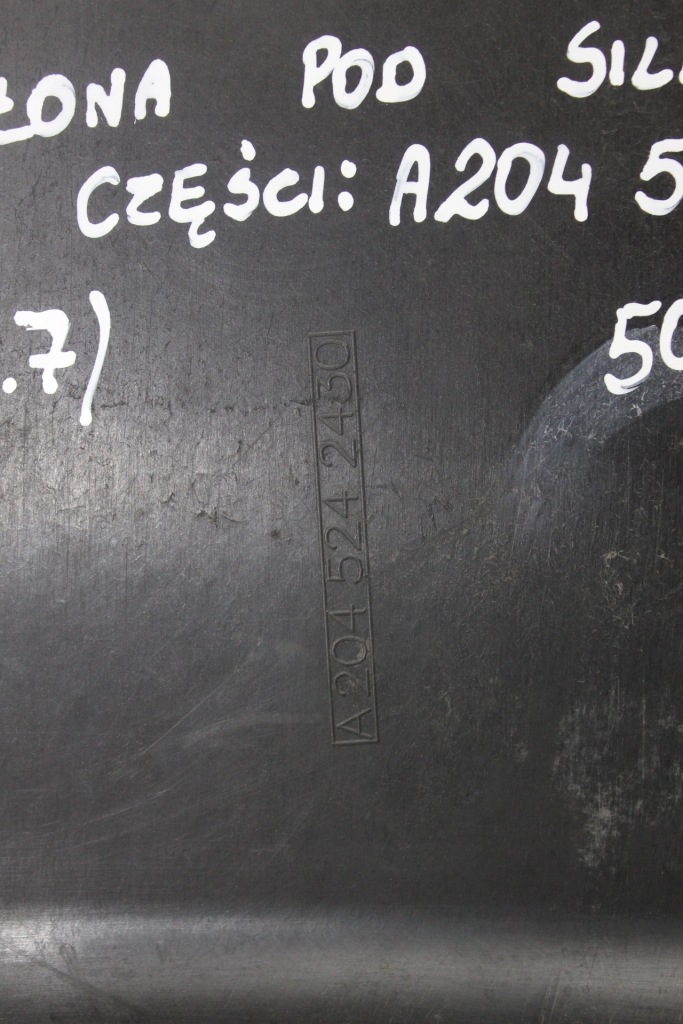 ŁONA POD SIL
CZĘŚCI: A204 5
.7) 50
A 204 524 2430